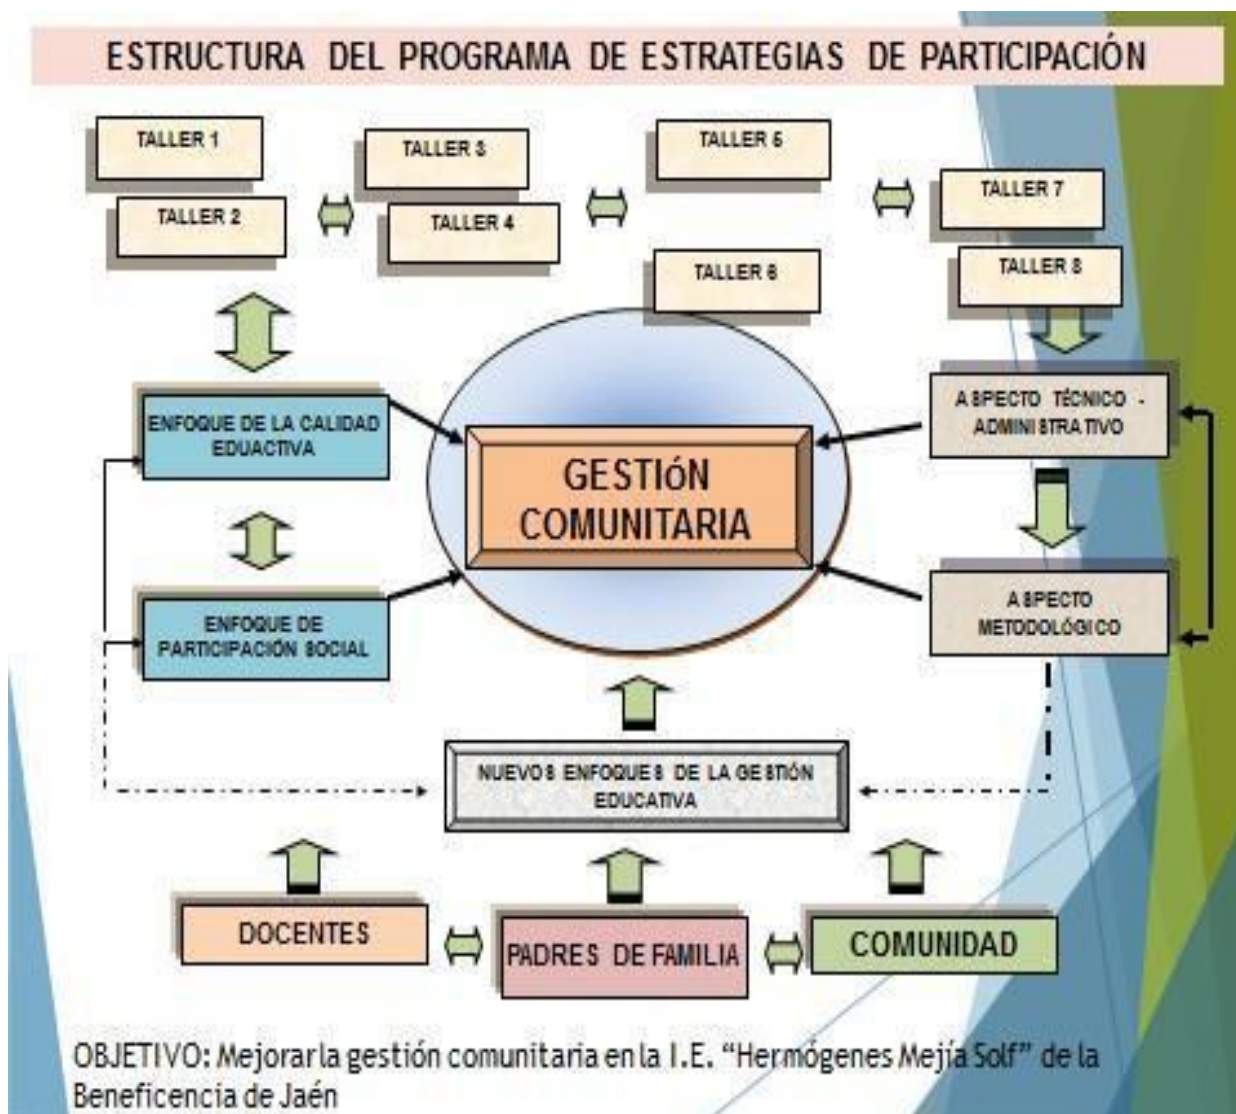 ESTRUCTURA DEL PROGRAMA DE ESTRATEGIAS DE PARTICIPACIÓN
TALLER 1
TALLER 2
TALLER 3
TALLER 4
TALLER 5
TALLER 6
TALLER 7
TALLER 8
ENFOQUE DE LA CALIDAD
EDUACTIVA
ENFOQUE DE
PARTICIPACIÓN SOCIAL
GESTIÓN
COMUNITARIA
ASPECTO TÉCNICO -
ADMINISTRATIVO
ASPECTO
METODOLÓGICO
NUEVOS ENFOQUES DE LA GESTIÓN
EDUCATIVA
DOCENTES
PADRES DE FAMILIA
COMUNIDAD
OBJETIVO: Mejorar la gestión comunitaria en la I.E. “Hermógenes Mejía Solf” de la
Beneficencia de Jaén